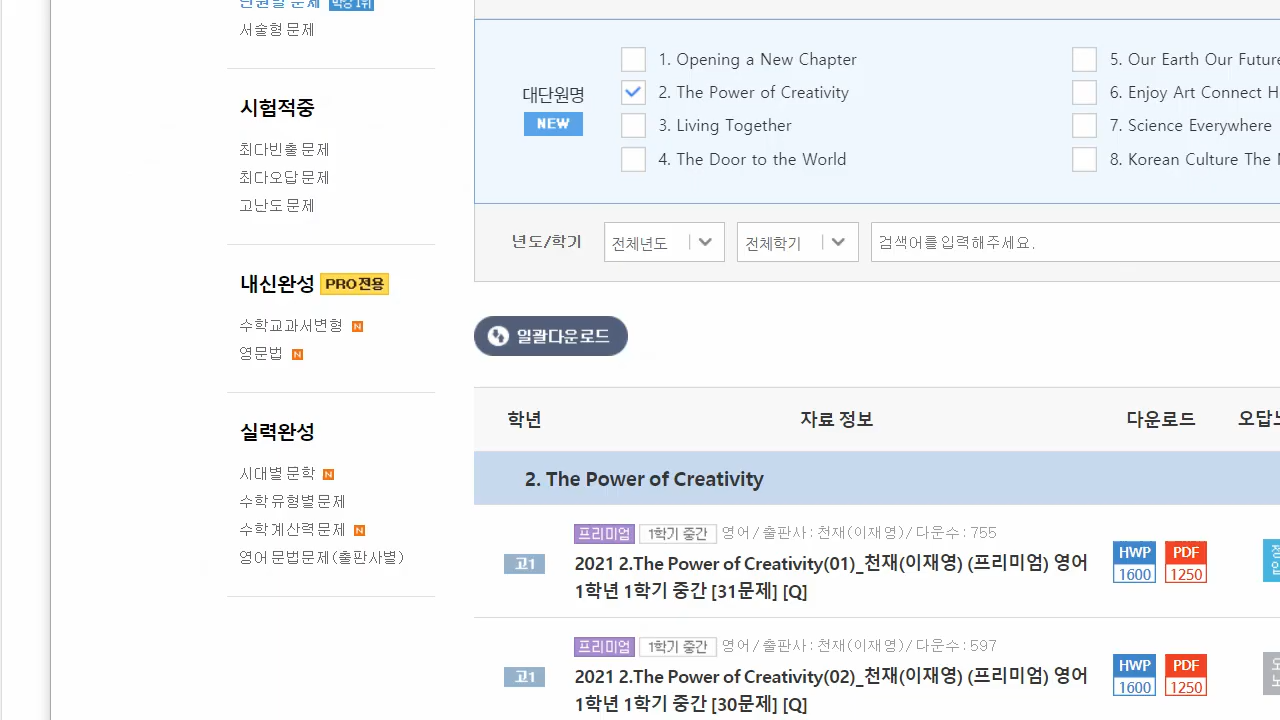 단원별 문제 학성 1위
서술형 문제
시험적중
최다빈출 문제
최다오답 문제
고난도 문제
내신완성 PRO전용
수학교과서변형 N
영문법 N
실력완성
시대별 문학 N
수학 유형별 문제
수학 계산력 문제 N
영어 문법문제(출판사별)
대단원명
NEW
1. Opening a New Chapter
2. The Power of Creativity
3. Living Together
4. The Door to the World
5. Our Earth Our Future
6. Enjoy Art Connect H
7. Science Everywhere
8. Korean Culture The
년도/학기 전체년도 전체학기 검색어를 입력해주세요.
일괄다운로드
학년 자료 정보 다운로드 오답노
2. The Power of Creativity
프리미엄 1학기 중간 영어 / 출판사 : 천재(이재영) / 다운수 : 755
고1 2021 2.The Power of Creativity(01)_천재(이재영) (프리미엄) 영어
1학년 1학기 중간 [31문제] [Q]
HWP PDF
1600 1250
프리미엄 1학기 중간 영어 / 출판사 : 천재(이재영) / 다운수 : 597
고1 2021 2.The Power of Creativity(02)_천재(이재영) (프리미엄) 영어
1학년 1학기 중간 [30문제] [Q]
HWP PDF
1600 1250